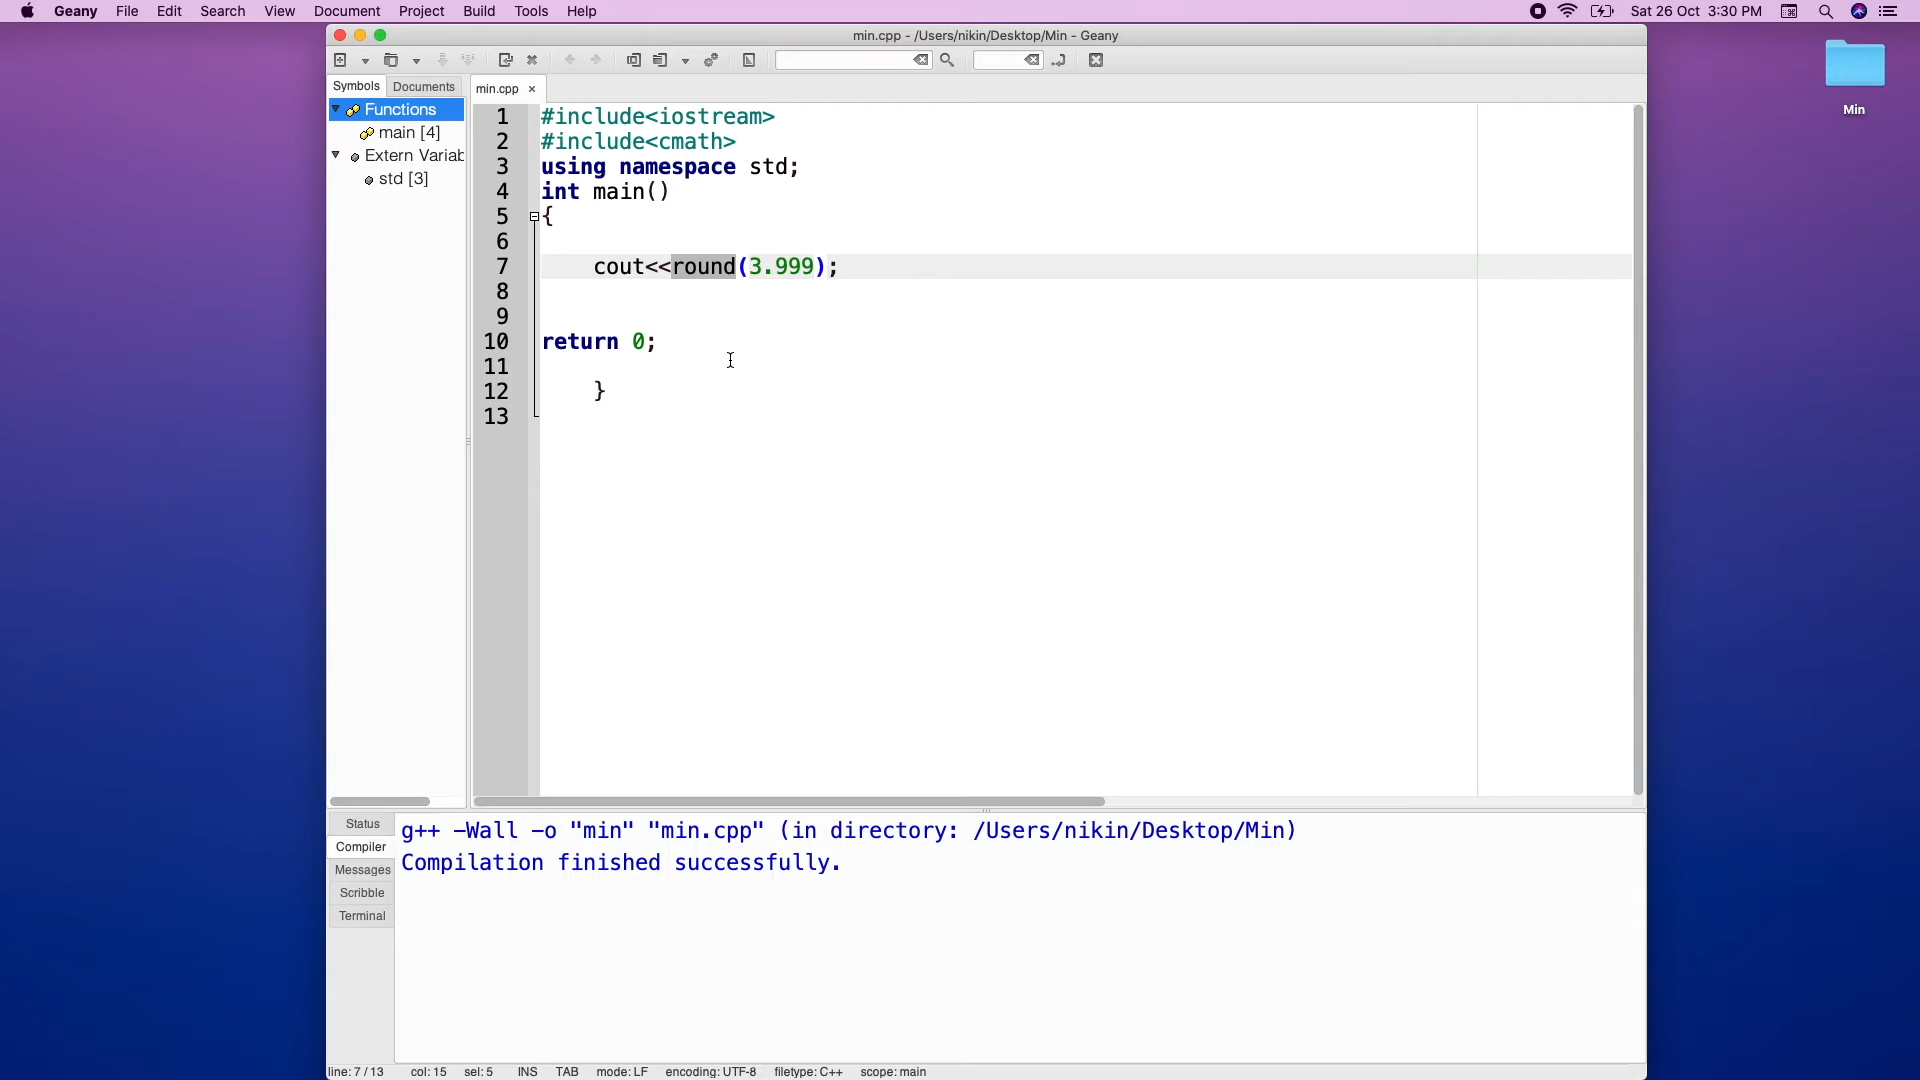 Geany File Edit Search View Document Project Build Tools Help Sat 26 Oct 3:30 PM
min.cpp - /Users/nikin/Desktop/Min - Geany
Min
Symbols Documents
Functions
main [4]
Extern Variab
std [3]
min.cpp ×
1 #include<iostream>
2 #include<cmath>
3 using namespace std;
4 int main()
5 {
6
7 cout<<round(3.999);
8
9
10 return 0;
11
12 }
13
Status
Compiler
Messages
Scribble
Terminal
g++ -Wall -o "min" "min.cpp" (in directory: /Users/nikin/Desktop/Min)
Compilation finished successfully.
line: 7 / 13 col: 15 sel: 5 INS TAB mode: LF encoding: UTF-8 filetype: C++ scope: main